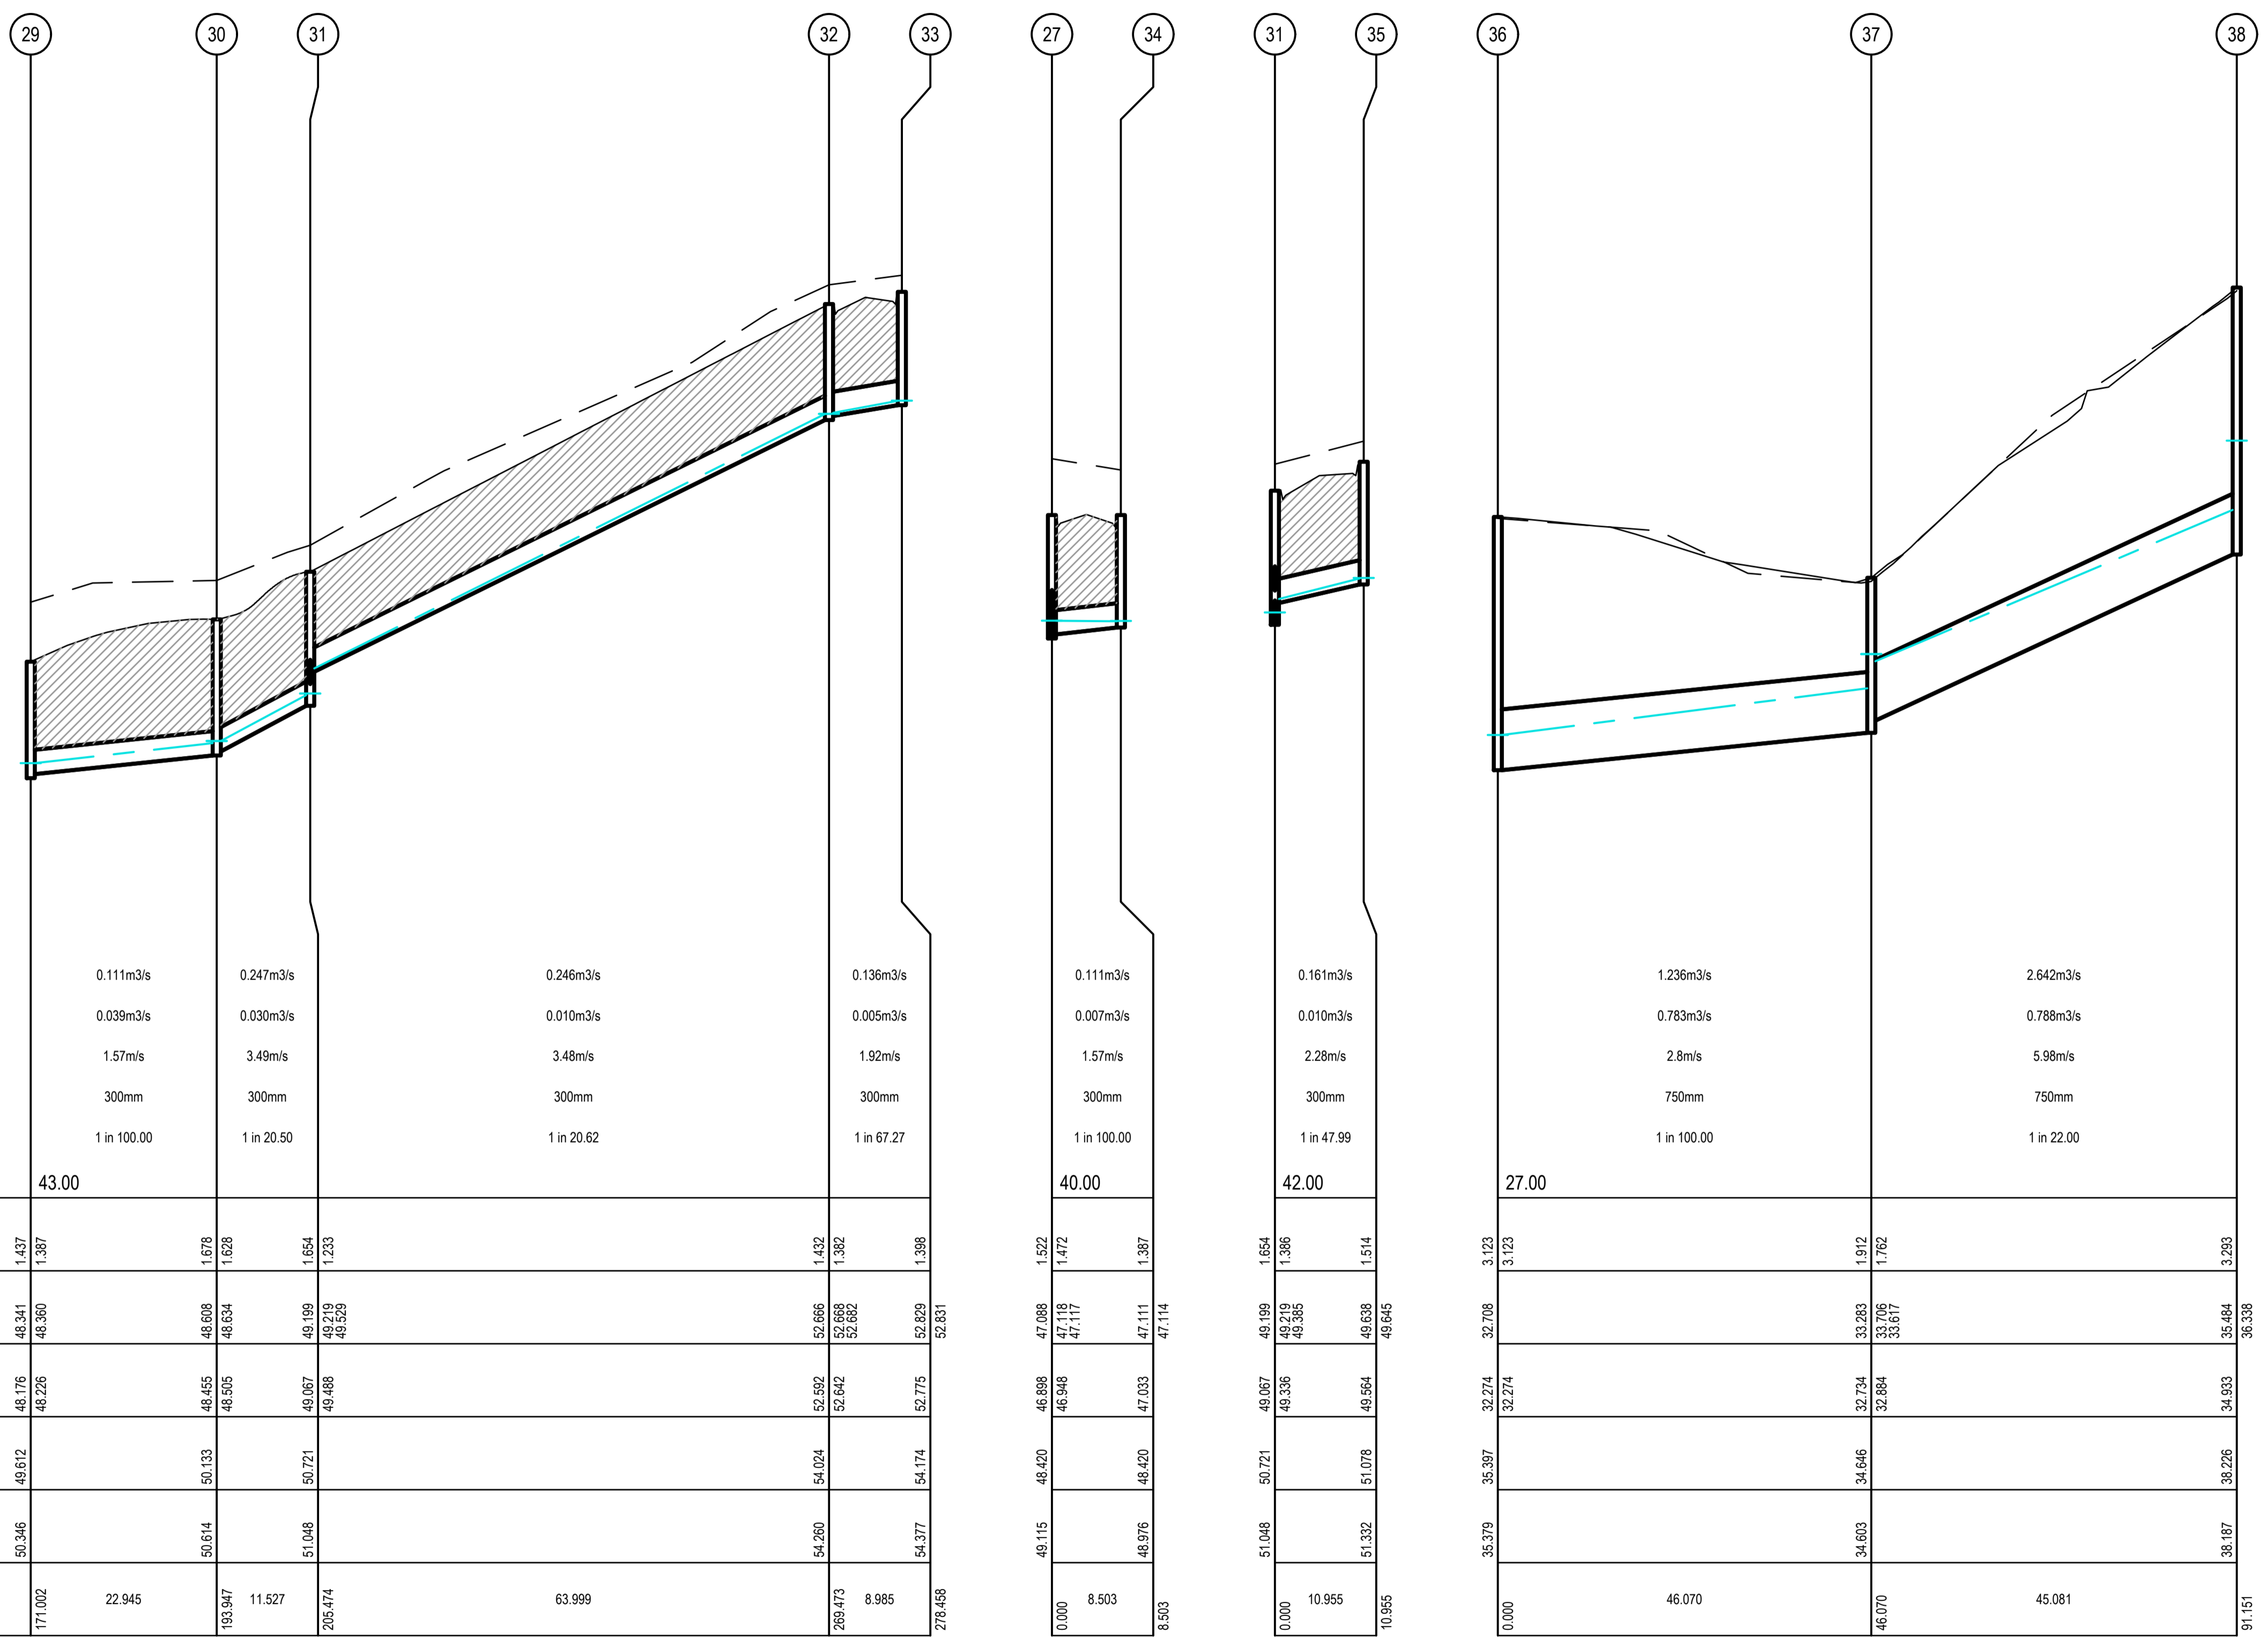 29 30 31 32 33 27 34 31 35 36 37 38
0.111m3/s 0.247m3/s 0.246m3/s 0.136m3/s 0.111m3/s 0.161m3/s 1.236m3/s 2.642m3/s
0.039m3/s 0.030m3/s 0.010m3/s 0.005m3/s 0.007m3/s 0.010m3/s 0.783m3/s 0.788m3/s
1.57m/s 3.49m/s 3.48m/s 1.92m/s 1.57m/s 2.28m/s 2.8m/s 5.98m/s
300mm 300mm 300mm 300mm 300mm 300mm 750mm 750mm
1 in 100.00 1 in 20.50 1 in 20.62 1 in 67.27 1 in 100.00 1 in 47.99 1 in 100.00 1 in 22.00
43.00 40.00 42.00 27.00
1.437 1.387 1.678 1.628 1.654 1.233 1.432 1.382 1.398 1.522 1.472 1.387 1.654 1.386 1.514 3.123 3.123 1.912 1.762 3.293
48.341 48.360 48.608 48.634 49.199 49.219 49.529 52.666 52.668 52.682 52.829 52.831 47.088 47.118 47.117 47.111 47.114 49.199 49.219 49.385 49.638 49.645 32.708 33.283 33.706 33.617 35.484 36.338
48.176 48.226 48.455 48.505 49.067 49.488 52.592 52.642 52.775 46.898 46.948 47.033 49.067 49.336 49.564 32.274 32.274 32.734 32.884 34.933
49.612 50.133 50.721 54.024 54.174 48.420 48.420 50.721 51.078 35.397 34.646 38.226
50.346 50.614 51.048 54.260 54.377 49.115 48.976 51.048 51.332 35.379 34.603 38.187
171.002 22.945 193.947 11.527 205.474 63.999 269.473 8.985 278.458 0.000 8.503 8.503 0.000 10.955 10.955 0.000 46.070 46.070 45.081 91.151